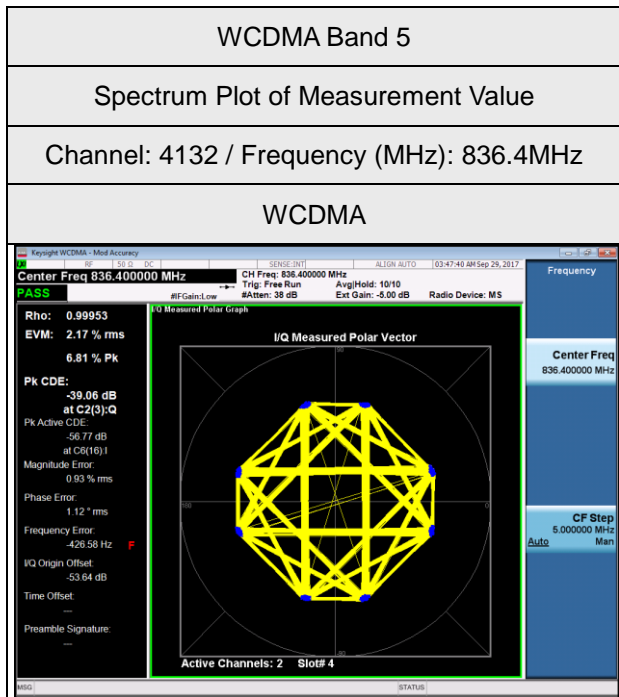 WCDMA Band 5
Spectrum Plot of Measurement Value
Channel: 4132 / Frequency (MHz): 836.4MHz
WCDMA
Keysight WCDMA - Mod Accuracy
RF 50 Ω DC SENSE:INT ALIGN AUTO 03:47:40 AM Sep 29, 2017
Center Freq 836.400000 MHz
CH Freq: 836.400000 MHz
Trig: Free Run Avg|Hold: 10/10
PASS #IFGain:Low #Atten: 38 dB Ext Gain: -5.00 dB Radio Device: MS
Frequency
Center Freq
836.400000 MHz
CF Step
5.000000 MHz
Auto Man
Rho: 0.99953
EVM: 2.17 % rms
6.81 % Pk
Pk CDE:
-39.06 dB
at C2(3):Q
Pk Active CDE:
-56.77 dB
at C6(16):I
Magnitude Error:
0.93 % rms
Phase Error:
1.12 ° rms
Frequency Error:
-426.58 Hz F
I/Q Origin Offset:
-53.64 dB
Time Offset:
---
Preamble Signature:
---
I/Q Measured Polar Graph
I/Q Measured Polar Vector
90
180
0
-90
Active Channels: 2 Slot# 4
MSG STATUS